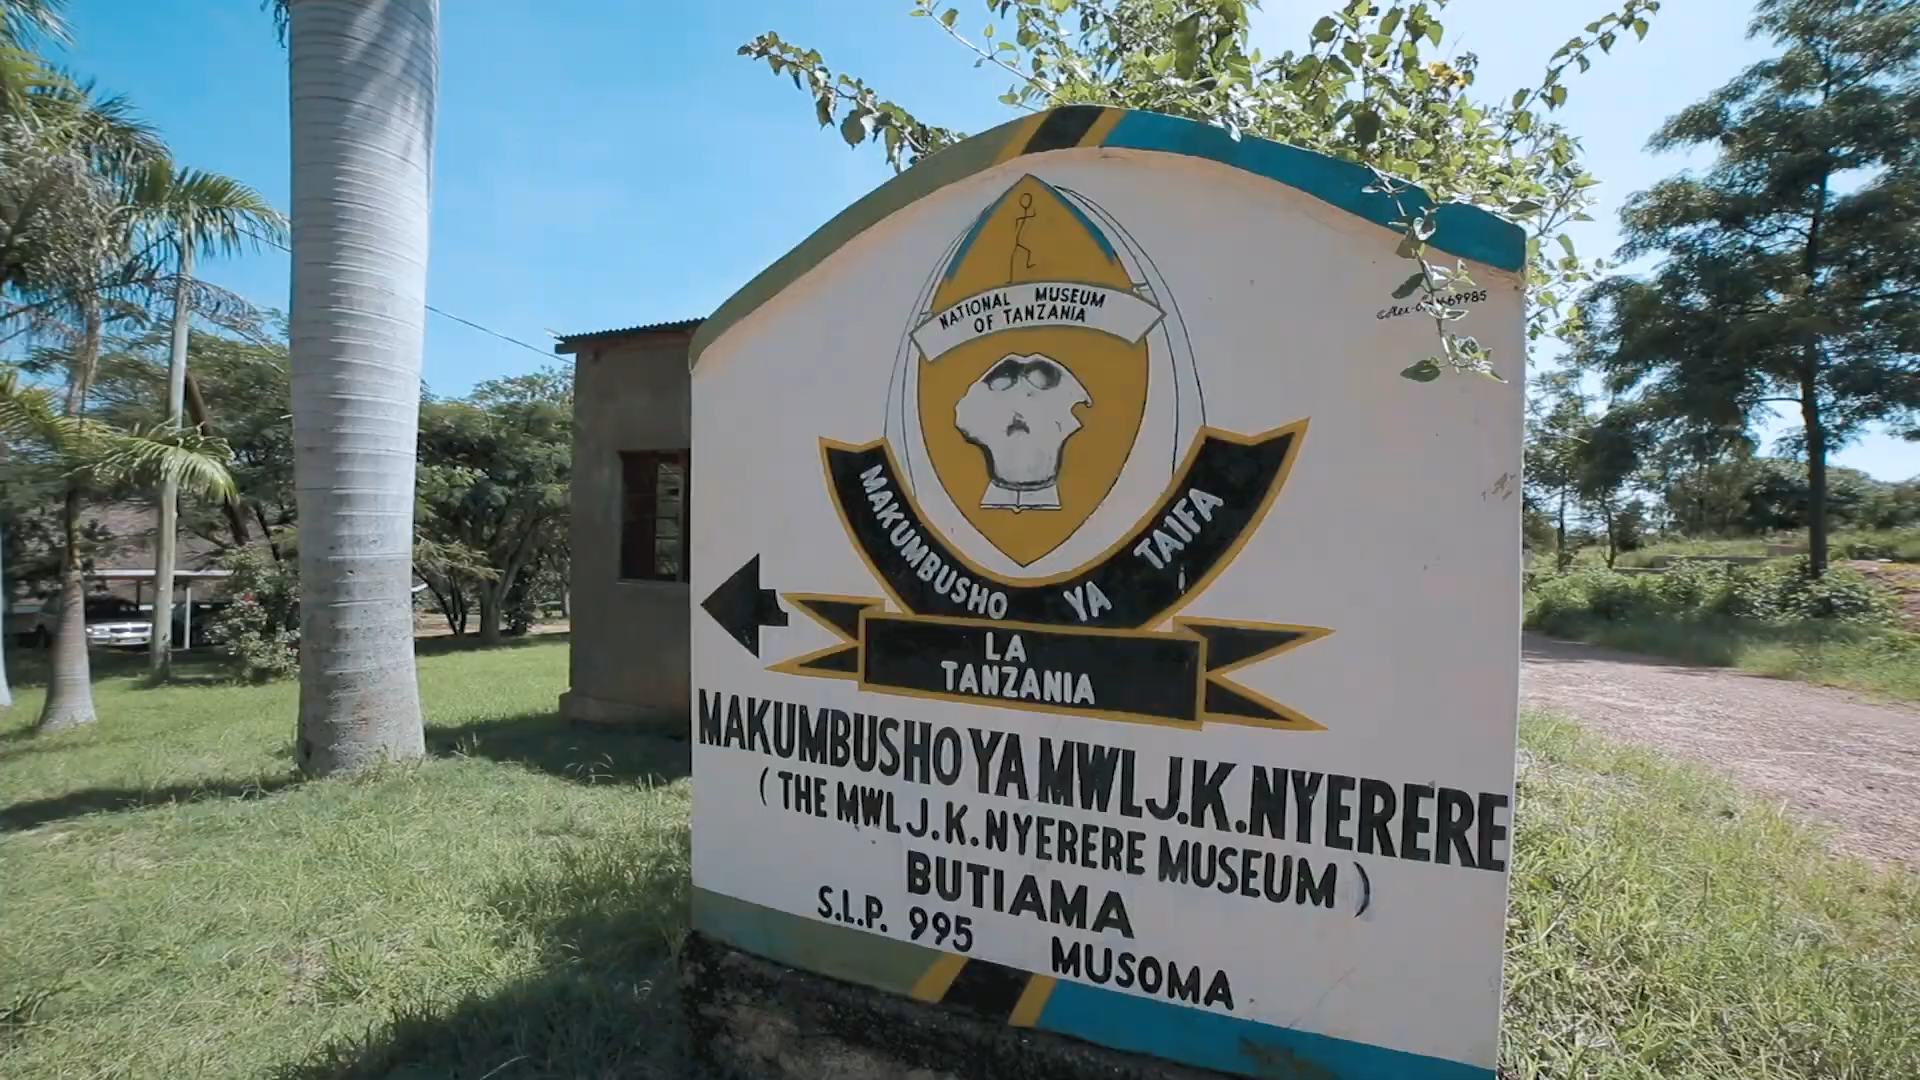 NATIONAL MUSEUM
OF TANZANIA
MAKUMBUSHO YA TAIFA
LA
TANZANIA
MAKUMBUSHO YA MWL J.K. NYERERE
( THE MWL J.K. NYERERE MUSEUM )
BUTIAMA
S.L.P. 995 MUSOMA